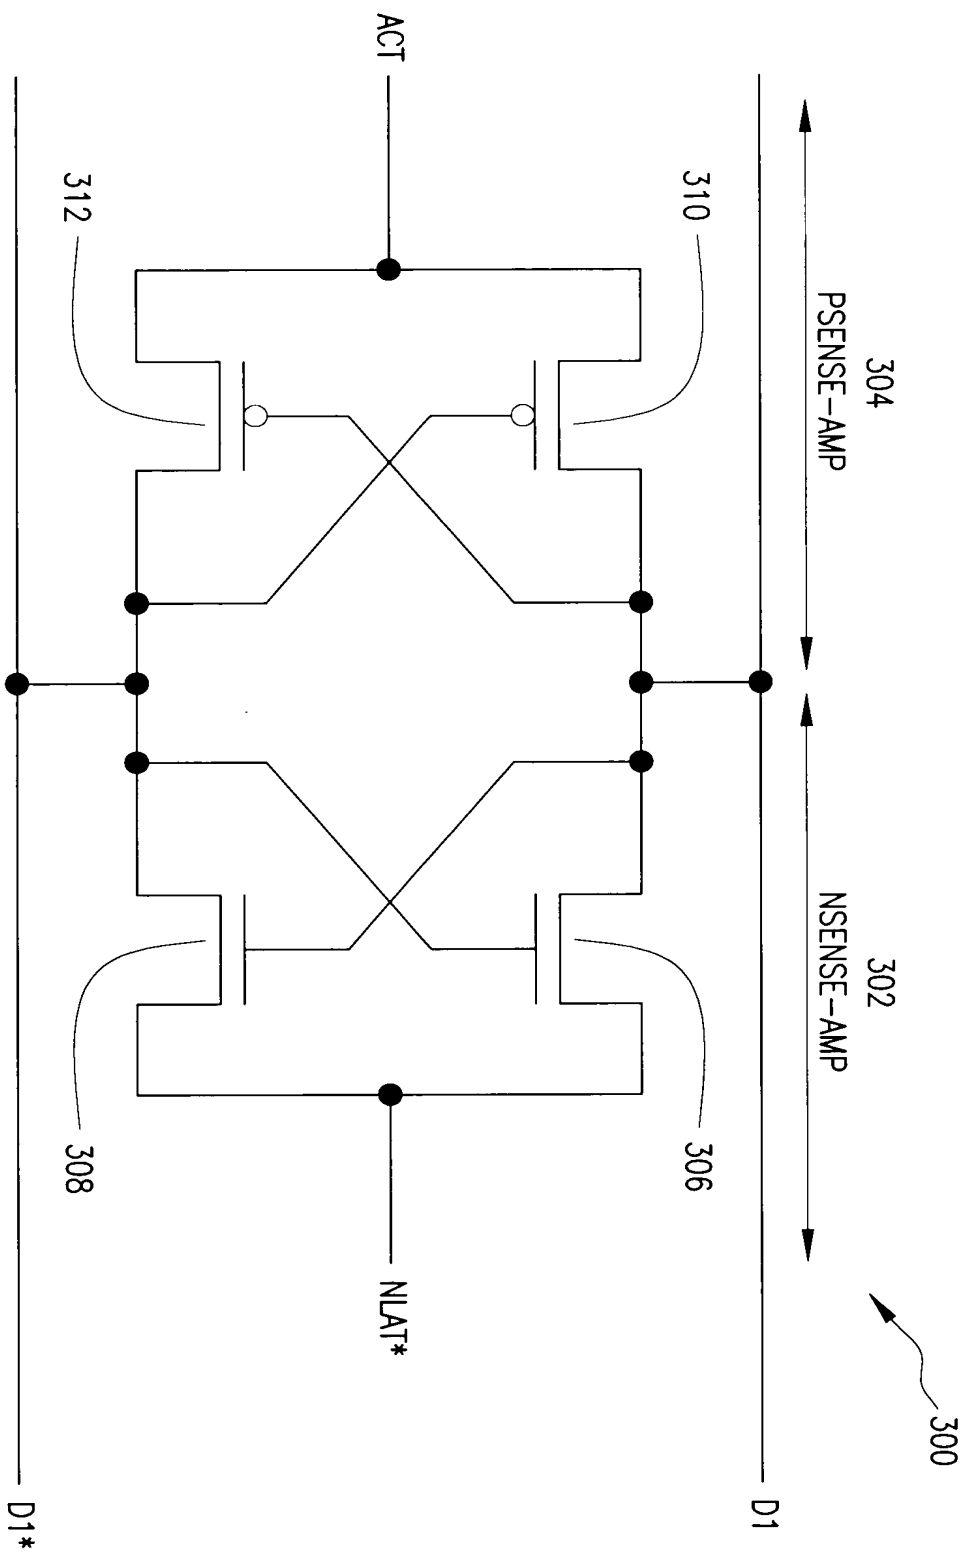 300
304
PSENSE-AMP
302
NSENSE-AMP
D1
310
306
ACT
NLAT*
312
308
D1*